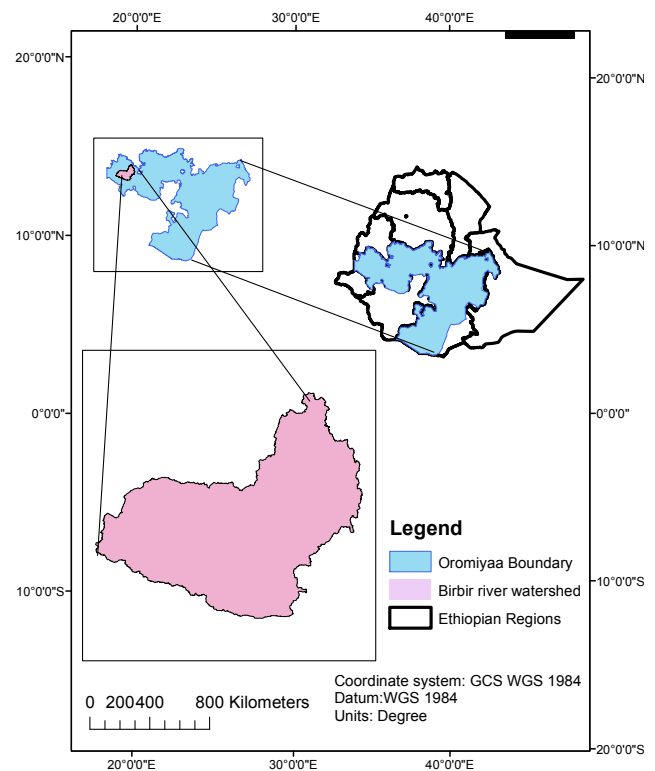 20°0'0"E 30°0'0"E 40°0'0"E
20°0'0"N
20°0'0"N
10°0'0"N
10°0'0"N
0°0'0"
0°0'0"
Legend
Oromiyaa Boundary
Birbir river watershed
Ethiopian Regions
10°0'0"S
10°0'0"S
Coordinate system: GCS WGS 1984
Datum:WGS 1984
Units: Degree
0 200400 800 Kilometers
20°0'0"S
20°0'0"E 30°0'0"E 40°0'0"E